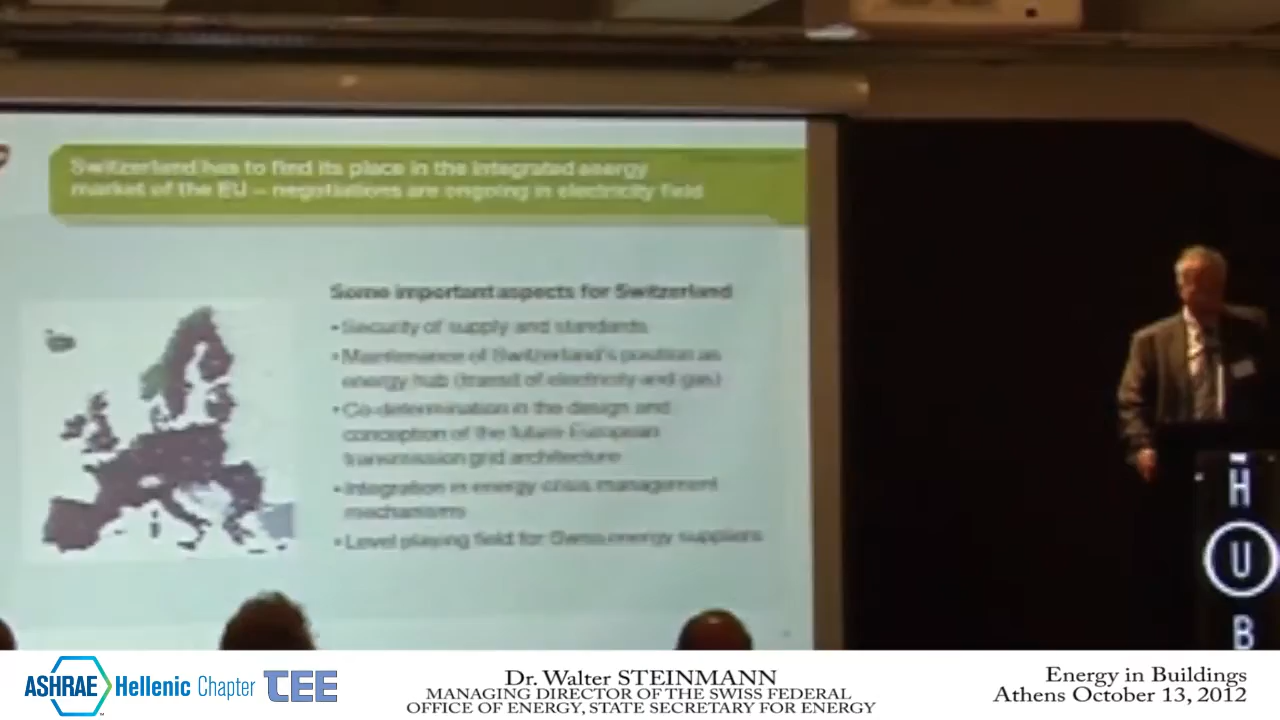 Switzerland has to find its place in the integrated energy
market of the EU – negotiations are ongoing in electricity field
Some important aspects for Switzerland
• Security of supply and standards
• Maintenance of Switzerland's position as
energy hub (transit of electricity and gas)
• Co-determination in the design and
conception of the future European
transmission grid architecture
• Integration in energy crisis management
mechanisms
• Level playing field for Swiss energy suppliers
H
U
B
ASHRAE Hellenic Chapter TEE
Dr. Walter STEINMANN
MANAGING DIRECTOR OF THE SWISS FEDERAL
OFFICE OF ENERGY, STATE SECRETARY FOR ENERGY
Energy in Buildings
Athens October 13, 2012